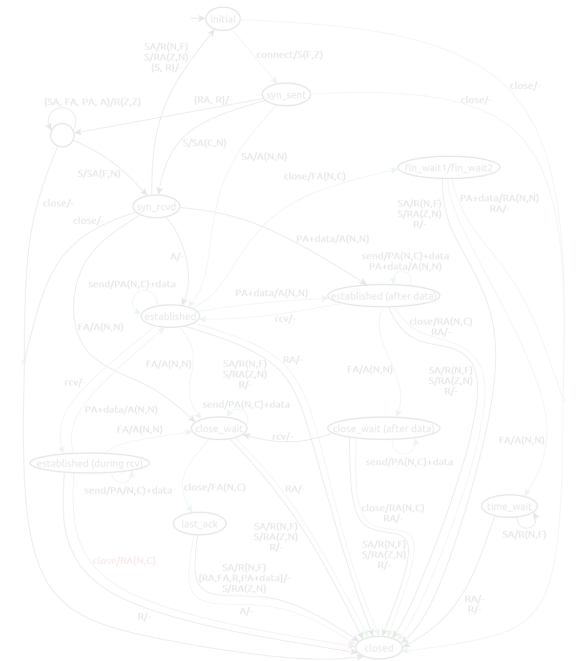 initial
SA/R(N,F)
S/RA(Z,N)
[S, R]/-
connect/S(F,Z)
close/-
syn_sent
[SA, FA, PA, A]/R(Z,Z)
[RA, R]/-
close/-
S/SA(C,N)
SA/A(N,N)
fin_wait1/fin_wait2
S/SA(F,N)
close/FA(N,C)
close/-
close/-
syn_rcvd
SA/R(N,F)
S/RA(Z,N)
R/-
PA+data/RA(N,N)
RA/-
PA+data/A(N,N)
A/-
send/PA(N,C)+data
PA+data/A(N,N)
send/PA(N,C)+data
PA+data/A(N,N)
established (after data)
established
rcv/-
close/RA(N,C)
RA/-
FA/A(N,N)
FA/A(N,N)
SA/R(N,F)
S/RA(Z,N)
R/-
RA/-
FA/A(N,N)
SA/R(N,F)
S/RA(Z,N)
R/-
rcv/-
PA+data/A(N,N)
send/PA(N,C)+data
FA/A(N,N)
close_wait
rcv/-
close_wait (after data)
FA/A(N,N)
established (during rcv)
send/PA(N,C)+data
send/PA/N,C)+data
close/FA(N,C)
RA/-
close/RA(N,C)
RA/-
time_wait
last_ack
SA/R(N,F)
S/RA(Z,N)
R/-
SA/R(N,F)
SA/R(N,F)
S/RA(Z,N)
R/-
close/RA(N,C)
SA/R(N,F)
[RA,FA,R,PA+data]/-
S/RA(Z,N)
RA/-
R/-
A/-
R/-
closed